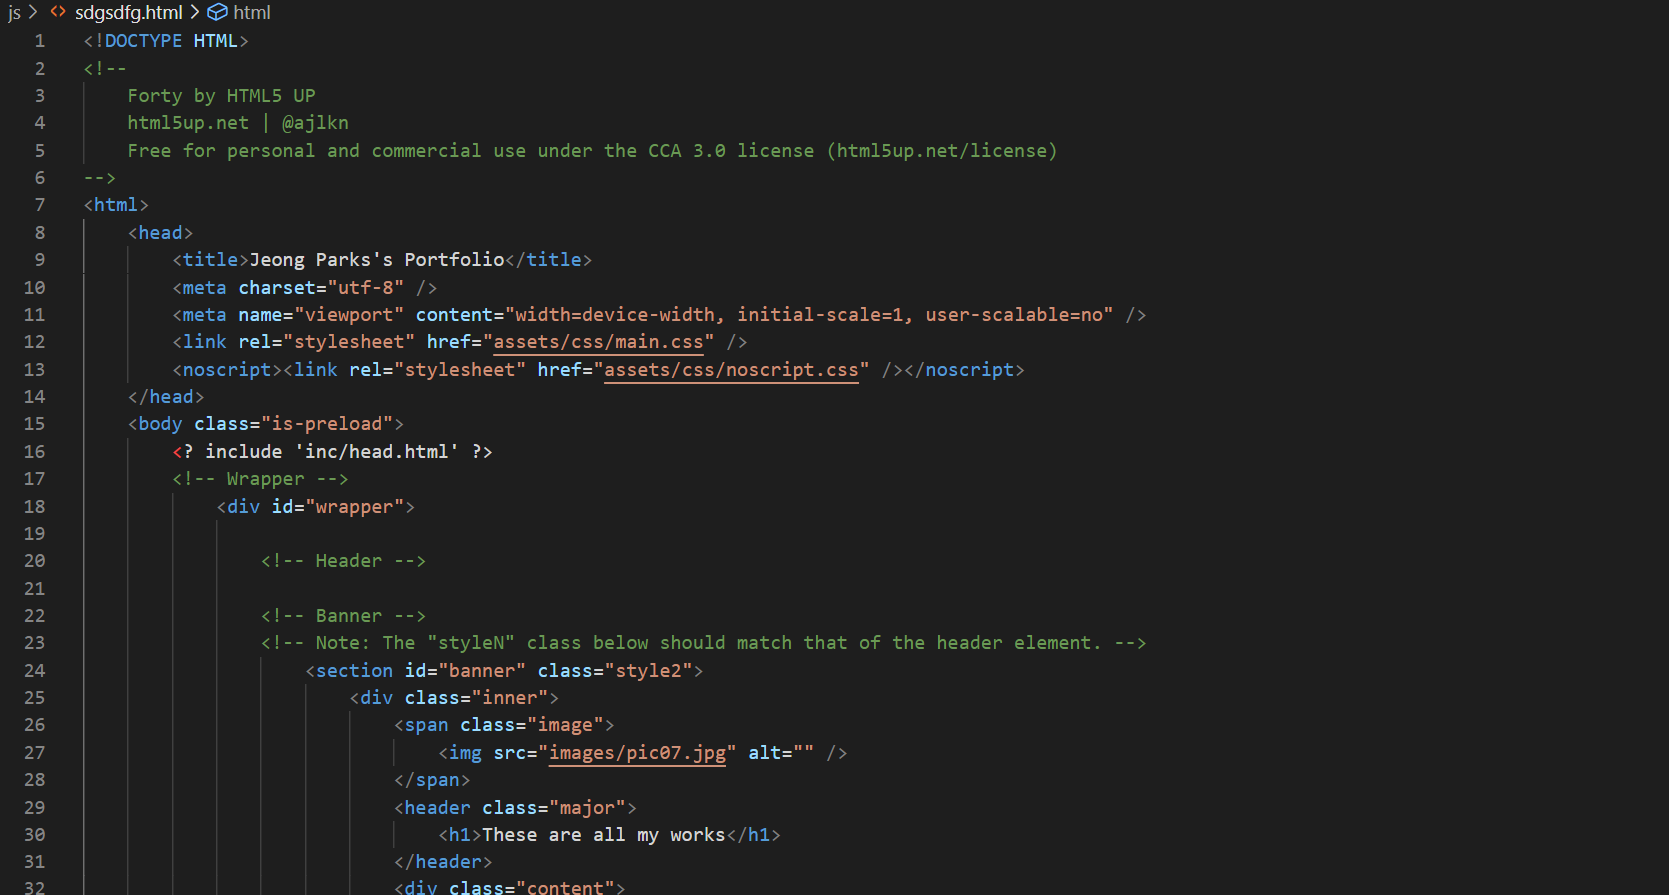 js > <> sdgsdfg.html > html
1 <!DOCTYPE HTML>
2 <!--
3 Forty by HTML5 UP
4 html5up.net | @ajlkn
5 Free for personal and commercial use under the CCA 3.0 license (html5up.net/license)
6 -->
7 <html>
8 <head>
9 <title>Jeong Parks's Portfolio</title>
10 <meta charset="utf-8" />
11 <meta name="viewport" content="width=device-width, initial-scale=1, user-scalable=no" />
12 <link rel="stylesheet" href="assets/css/main.css" />
13 <noscript><link rel="stylesheet" href="assets/css/noscript.css" /></noscript>
14 </head>
15 <body class="is-preload">
16 <? include 'inc/head.html' ?>
17 <!-- Wrapper -->
18 <div id="wrapper">
19
20 <!-- Header -->
21
22 <!-- Banner -->
23 <!-- Note: The "styleN" class below should match that of the header element. -->
24 <section id="banner" class="style2">
25 <div class="inner">
26 <span class="image">
27 <img src="images/pic07.jpg" alt="" />
28 </span>
29 <header class="major">
30 <h1>These are all my works</h1>
31 </header>
32 <div class="content">